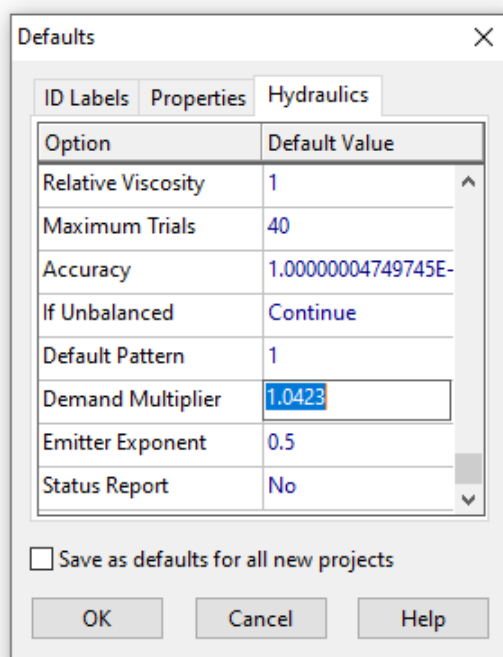 Defaults
ID Labels Properties Hydraulics
Option Default Value
Relative Viscosity 1
Maximum Trials 40
Accuracy 1.00000004749745E-
If Unbalanced Continue
Default Pattern 1
Demand Multiplier 1.0423
Emitter Exponent 0.5
Status Report No
Save as defaults for all new projects
OK Cancel Help